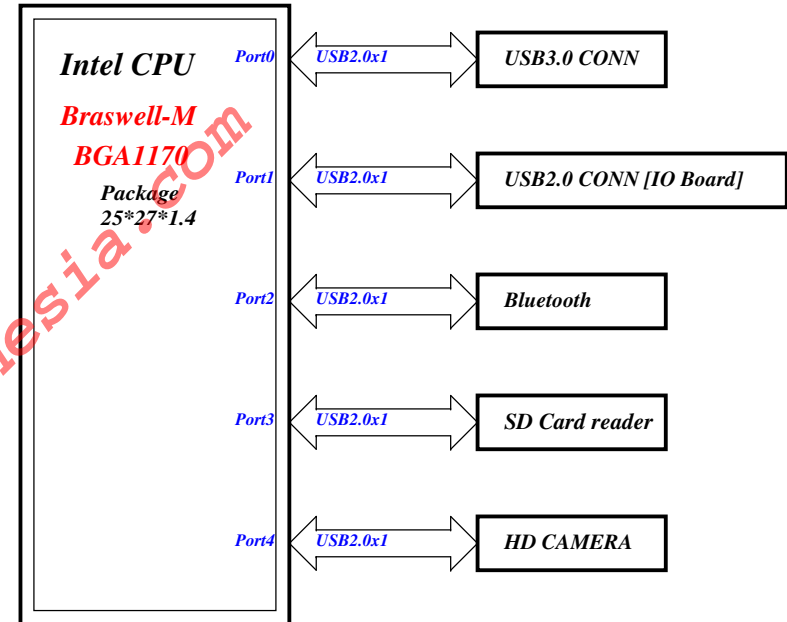 Intel CPU
Braswell-M
BGA1170
Package
25*27*1.4
Port0
USB2.0x1
USB3.0 CONN
Port1
USB2.0x1
USB2.0 CONN [IO Board]
Port2
USB2.0x1
Bluetooth
Port3
USB2.0x1
SD Card reader
Port4
USB2.0x1
HD CAMERA
esia.com